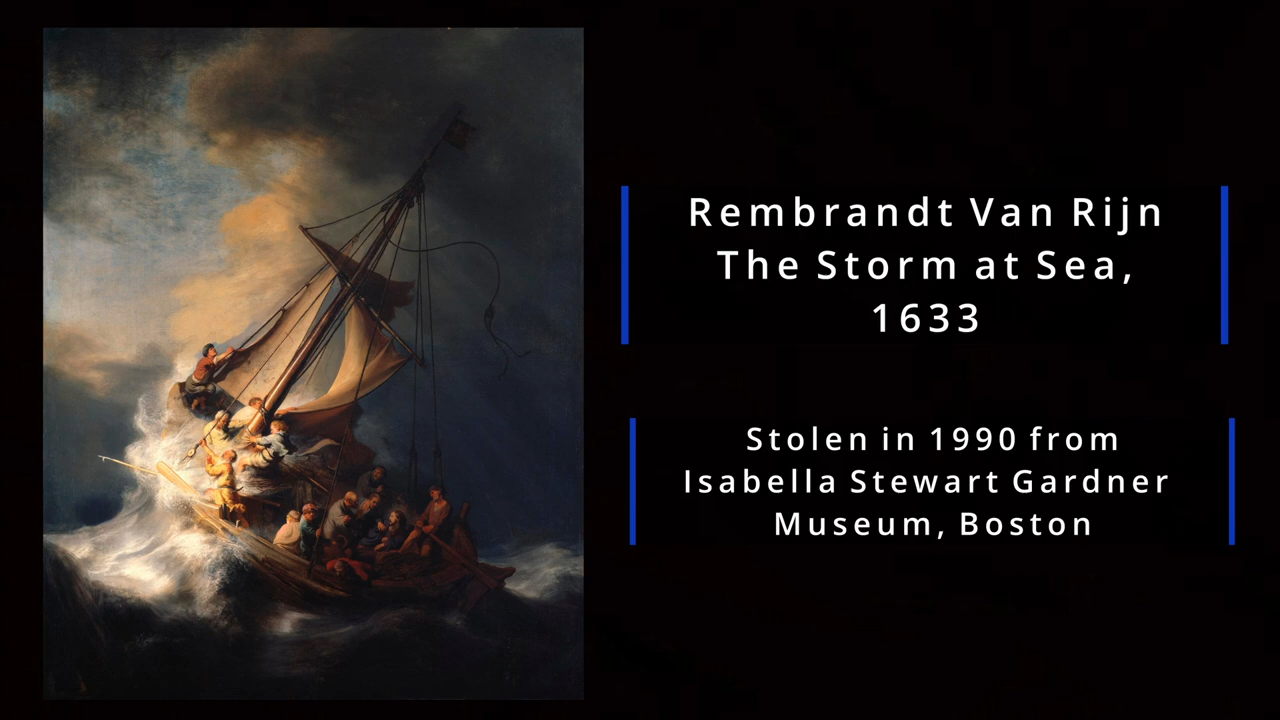 Rembrandt Van Rijn
The Storm at Sea,
1633
Stolen in 1990 from
Isabella Stewart Gardner
Museum, Boston